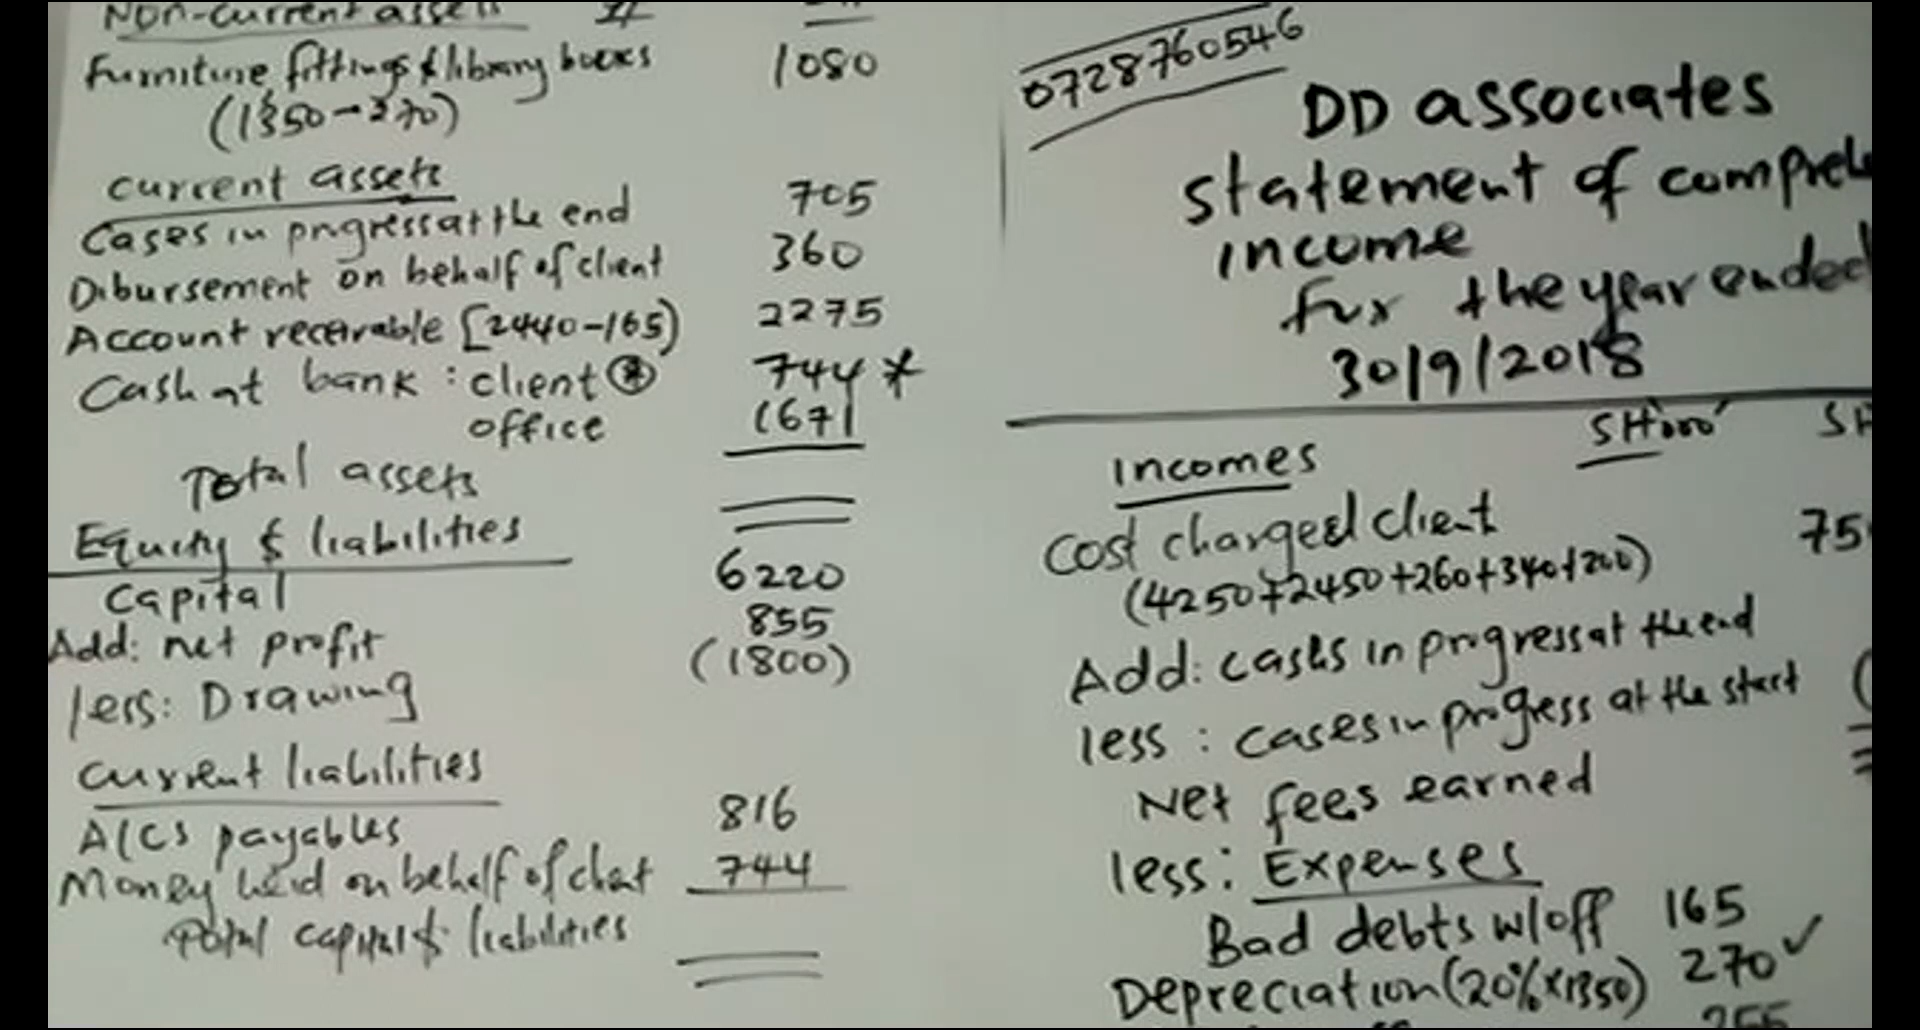 Non-current assets
Furniture, fittings & library books 1080
(1350-270)
Current assets
Cases in progress at the end 705
Disbursement on behalf of client 360
Account receivable [2440-165) 2275
Cash at bank : client * 744 *
office 1671
Total assets
Equity & liabilities
Capital 6220
Add: net profit 855
less: Drawing (1800)
Current liabilities
A/CS payables 816
Money held on behalf of client 744
Total capital & liabilities
0728760546
DD associates
statement of compreh
income
for the year ended
30/9/2018
SH'000' SH
Incomes
Cost charged client 75
(4250+2450+260+340+200)
Add: cases in progress at the end
less : cases in progress at the start (
Net fees earned
less: Expenses
Bad debts w/off 165
Depreciation (20%x1350) 270 ✓
255